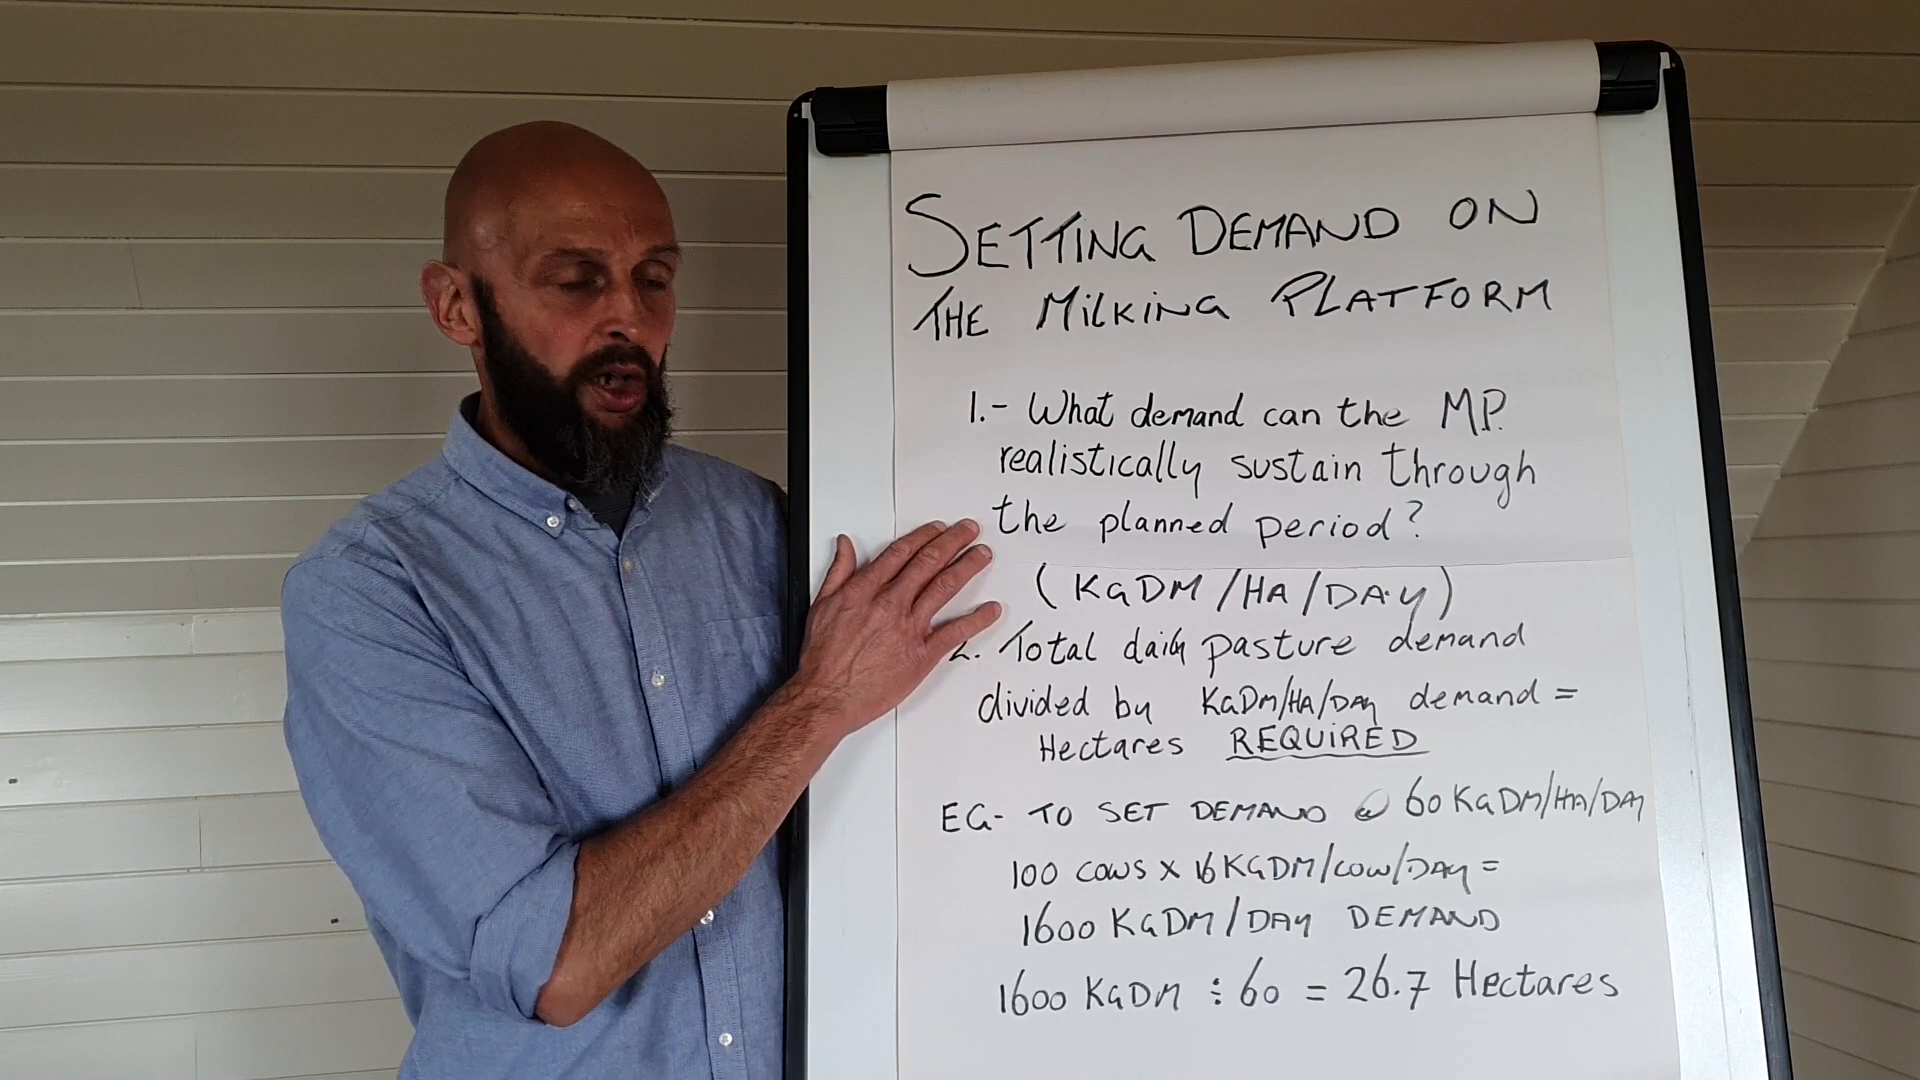 SETTING DEMAND ON
THE MilKiNG PLATFORM
1.- What demand can the M.P.
realistically sustain through
the planned period?
(KGDM/HA/DAY)
2. Total daily pasture demand
divided by KGDM/HA/DAY demand =
Hectares REQUiRED
EG- TO SET DEMAND @ 60 KGDM/HA/DAY
100 COWS x 16 KGDM/COW/DAY =
1600 KGDM/DAY DEMAND
1600 KGDM ÷ 60 = 26.7 Hectares